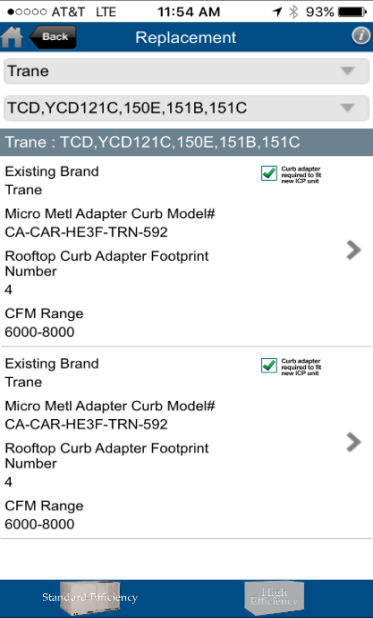 AT&T LTE 11:54 AM 93%
Back Replacement
Trane
TCD,YCD121C,150E,151B,151C
Trane : TCD,YCD121C,150E,151B,151C
Existing Brand
Trane
Curb adapter
required to fit
new ICP unit
Micro Metl Adapter Curb Model#
CA-CAR-HE3F-TRN-592
Rooftop Curb Adapter Footprint
Number
4
CFM Range
6000-8000
Existing Brand
Trane
Curb adapter
required to fit
new ICP unit
Micro Metl Adapter Curb Model#
CA-CAR-HE3F-TRN-592
Rooftop Curb Adapter Footprint
Number
4
CFM Range
6000-8000
Standard Efficiency
High
Efficiency